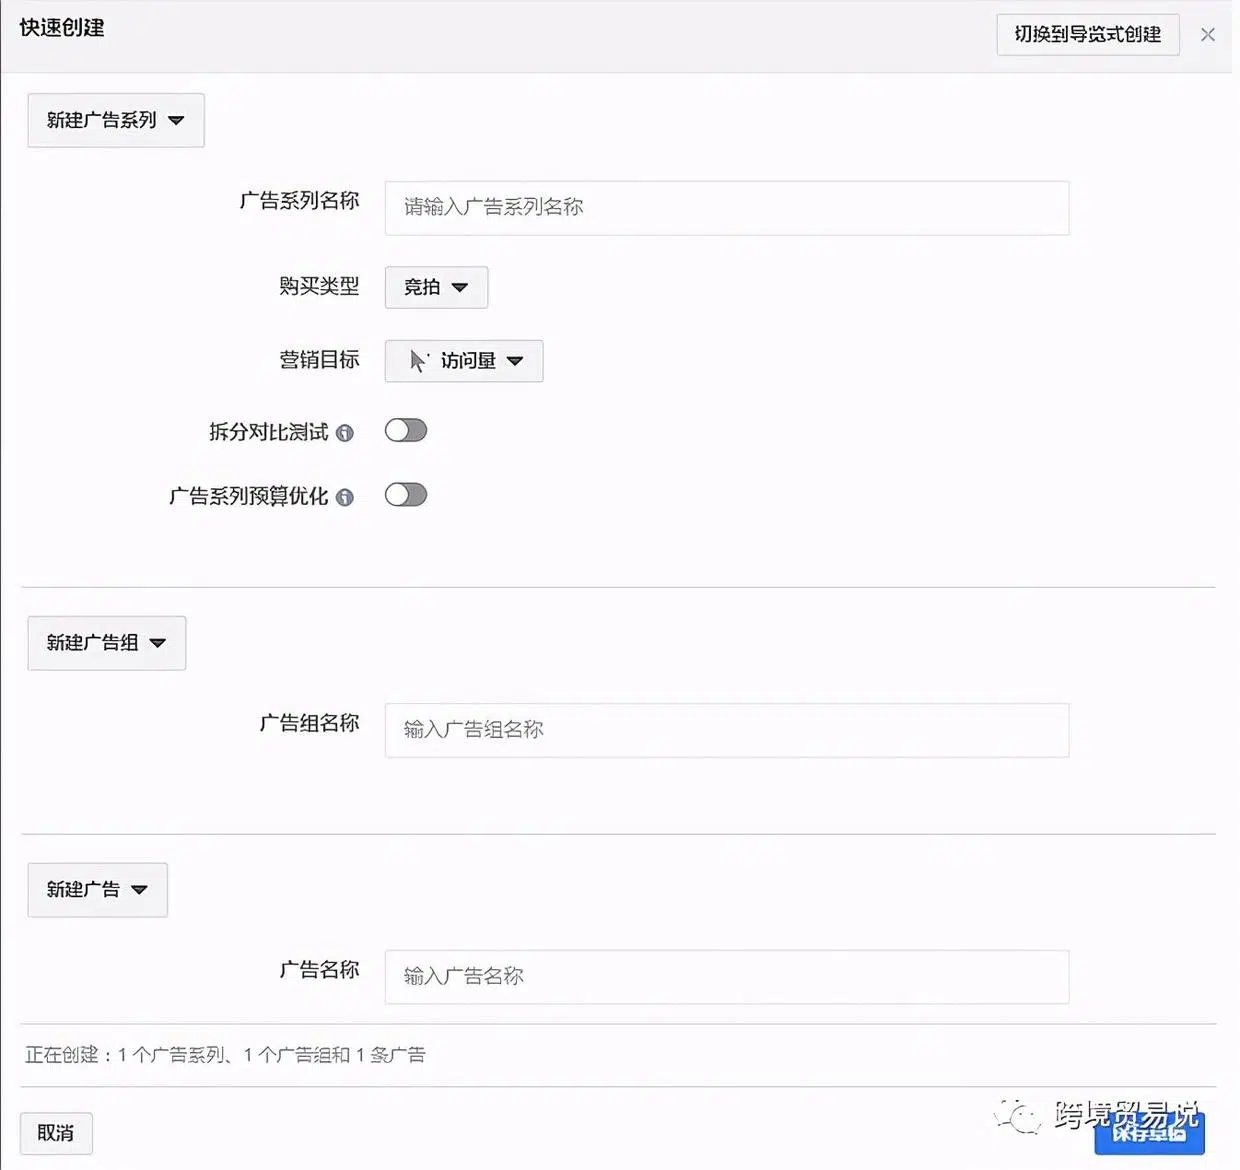 快速创建
切换到导览式创建
新建广告系列
广告系列名称 请输入广告系列名称
购买类型 竞拍
营销目标 访问量
拆分对比测试
广告系列预算优化
新建广告组
广告组名称 输入广告组名称
新建广告
广告名称 输入广告名称
正在创建：1 个广告系列、1 个广告组和 1 条广告
跨境贸易说
取消
保存草稿